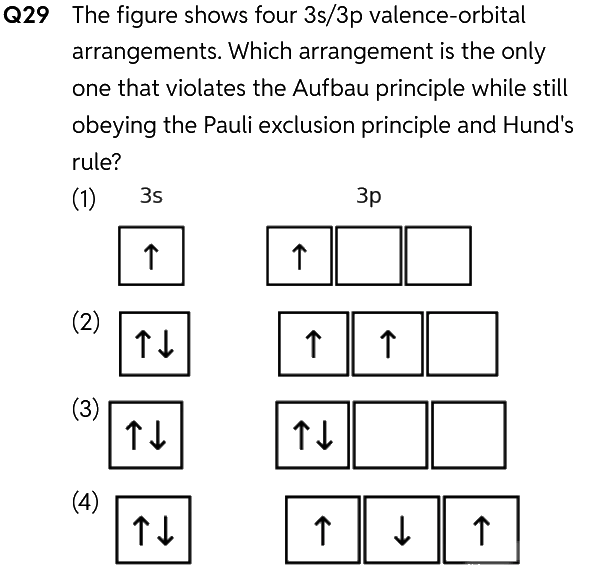 Q29 The figure shows four 3s/3p valence-orbital
arrangements. Which arrangement is the only
one that violates the Aufbau principle while still
obeying the Pauli exclusion principle and Hund's
rule?
(1) 3s 3p
↑ ↑
(2)
↑↓ ↑ ↑
(3)
↑↓ ↑↓
(4)
↑↓ ↑ ↓ ↑